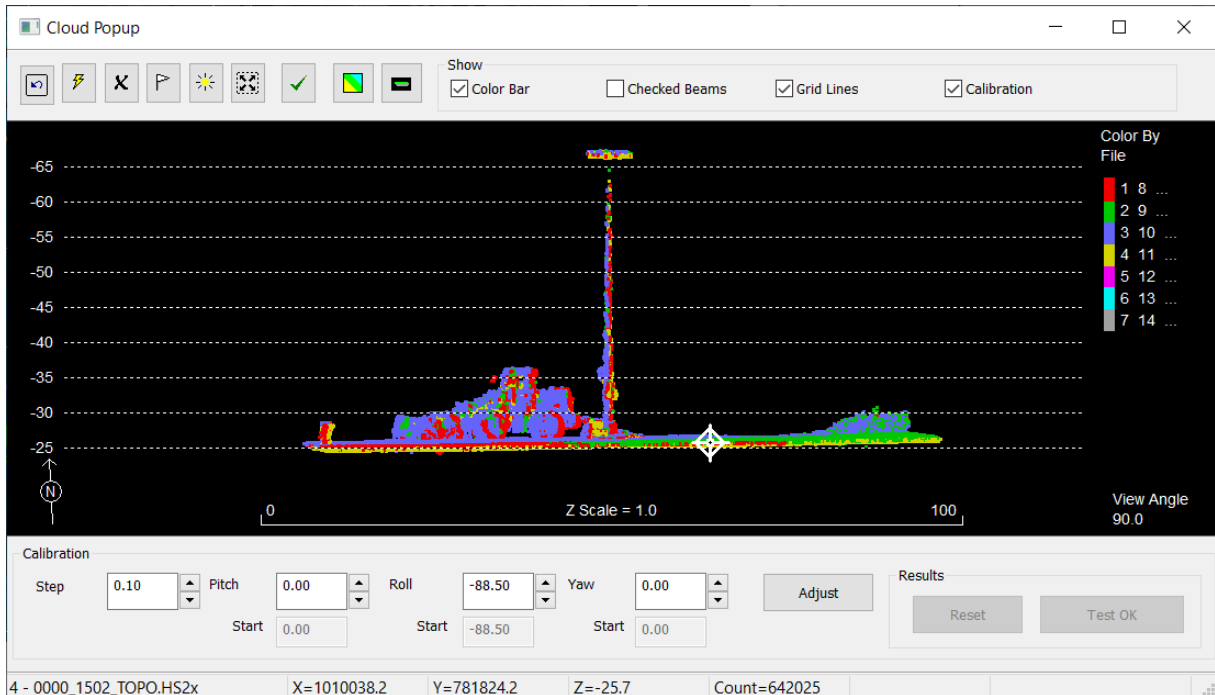 Cloud Popup
Show
Color Bar
Checked Beams
Grid Lines
Calibration
Color By
File
-65
-60
-55
-50
-45
-40
-35
-30
-25
1 8 ...
2 9 ...
3 10 ...
4 11 ...
5 12 ...
6 13 ...
7 14 ...
N
0 Z Scale = 1.0 100
View Angle
90.0
Calibration
Step 0.10 Pitch 0.00 Roll -88.50 Yaw 0.00 Adjust
Start 0.00 Start -88.50 Start 0.00
Results
Reset Test OK
4 - 0000_1502_TOPO.HS2x X=1010038.2 Y=781824.2 Z=-25.7 Count=642025